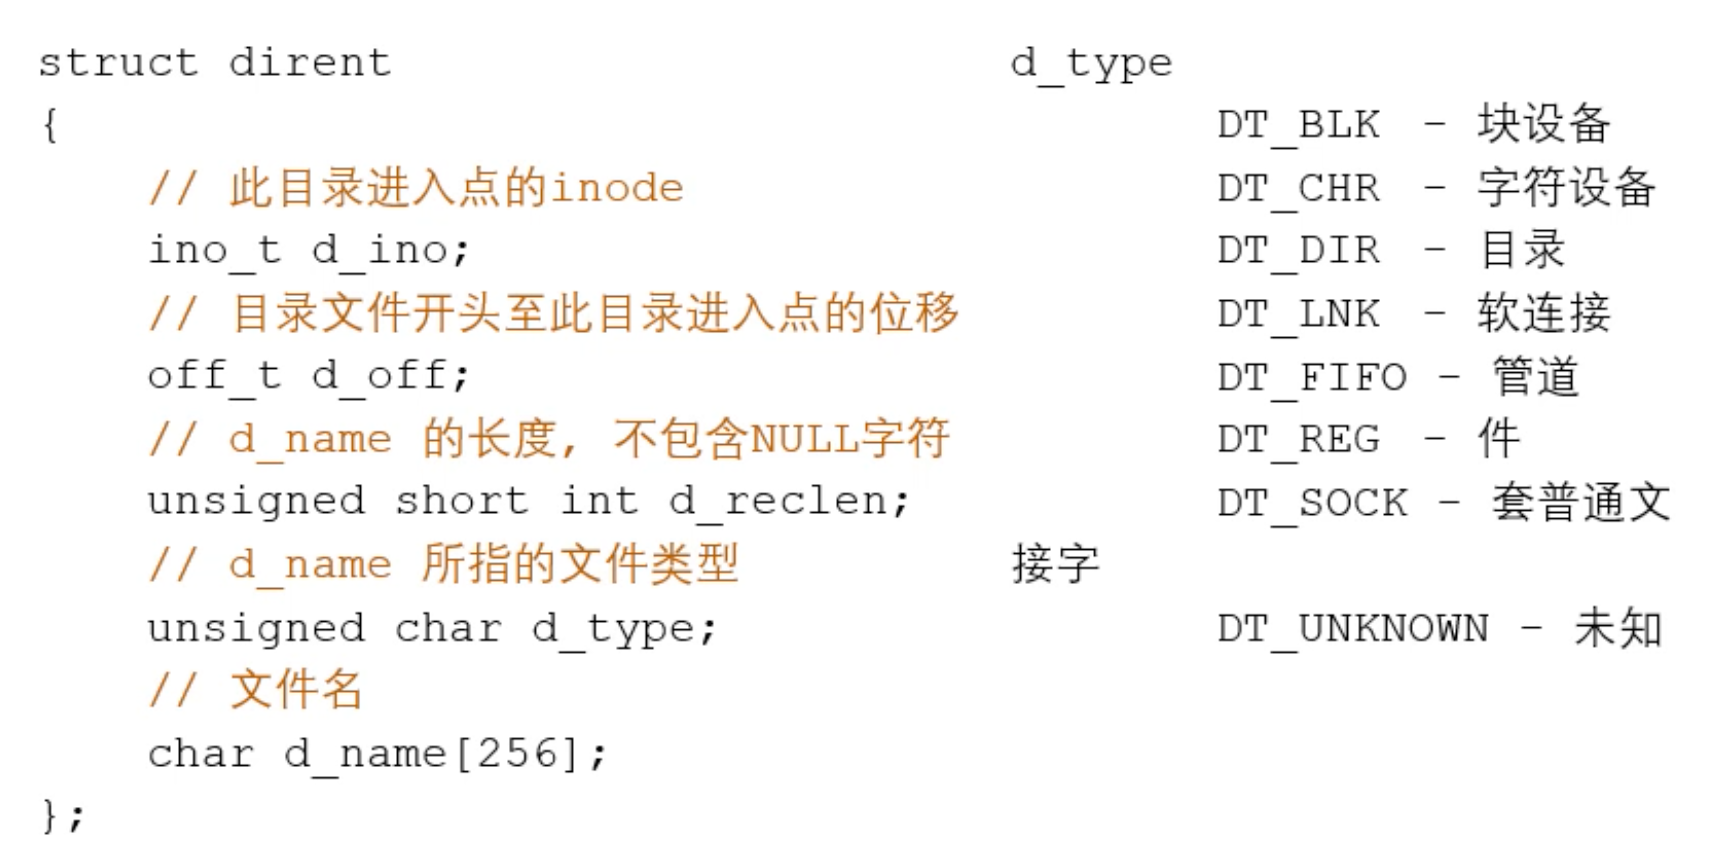 struct dirent
{
    // 此目录进入点的inode
    ino_t d_ino;
    // 目录文件开头至此目录进入点的位移
    off_t d_off;
    // d_name 的长度, 不包含NULL字符
    unsigned short int d_reclen;
    // d_name 所指的文件类型
    unsigned char d_type;
    // 文件名
    char d_name[256];
};
d_type
    DT_BLK - 块设备
    DT_CHR - 字符设备
    DT_DIR - 目录
    DT_LNK - 软连接
    DT_FIFO - 管道
    DT_REG - 件
    DT_SOCK - 套普通文
接字
    DT_UNKNOWN - 未知